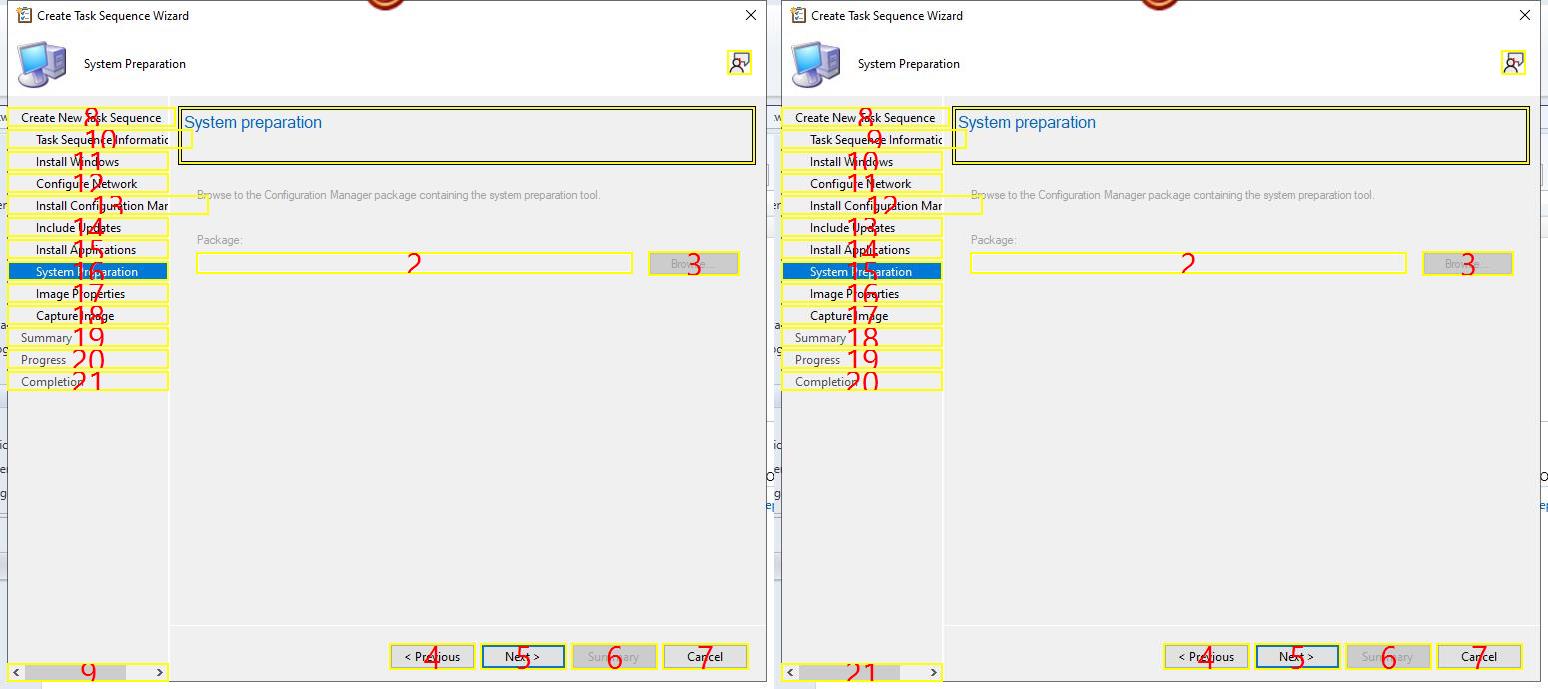 Create Task Sequence Wizard
System Preparation
Create New Task Sequence
8
Task Sequence Informatic
10
Install Windows
11
Configure Network
12
Install Configuration Mar
13
Include Updates
14
Install Applications
15
System Preparation
16
Image Properties
17
Capture Image
18
Summary
19
Progress
20
Completion
21
System preparation
Browse to the Configuration Manager package containing the system preparation tool.
Package:
2
Browse...
3
9
< Previous
4
Next >
5
Summary
6
Cancel
7
Create Task Sequence Wizard
System Preparation
Create New Task Sequence
8
Task Sequence Informatic
9
Install Windows
10
Configure Network
11
Install Configuration Mar
12
Include Updates
13
Install Applications
14
System Preparation
15
Image Properties
16
Capture Image
17
Summary
18
Progress
19
Completion
20
System preparation
Browse to the Configuration Manager package containing the system preparation tool.
Package:
2
Browse...
3
21
< Previous
4
Next >
5
Summary
6
Cancel
7